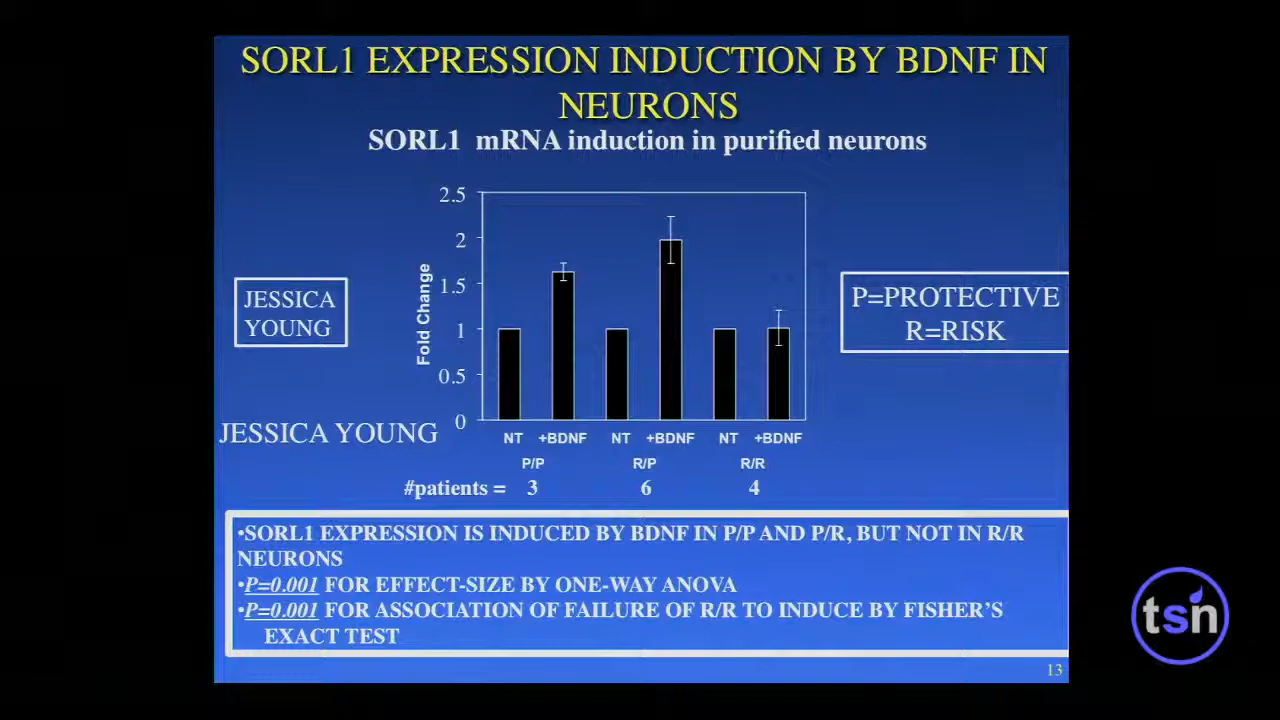 SORL1 EXPRESSION INDUCTION BY BDNF IN
NEURONS
SORL1 mRNA induction in purified neurons
2.5
2
1.5
1
0.5
0
Fold Change
JESSICA
YOUNG
P=PROTECTIVE
R=RISK
JESSICA YOUNG
NT +BDNF NT +BDNF NT +BDNF
P/P R/P R/R
#patients = 3 6 4
•SORL1 EXPRESSION IS INDUCED BY BDNF IN P/P AND P/R, BUT NOT IN R/R
NEURONS
•P=0.001 FOR EFFECT-SIZE BY ONE-WAY ANOVA
•P=0.001 FOR ASSOCIATION OF FAILURE OF R/R TO INDUCE BY FISHER'S
EXACT TEST
13
tsn